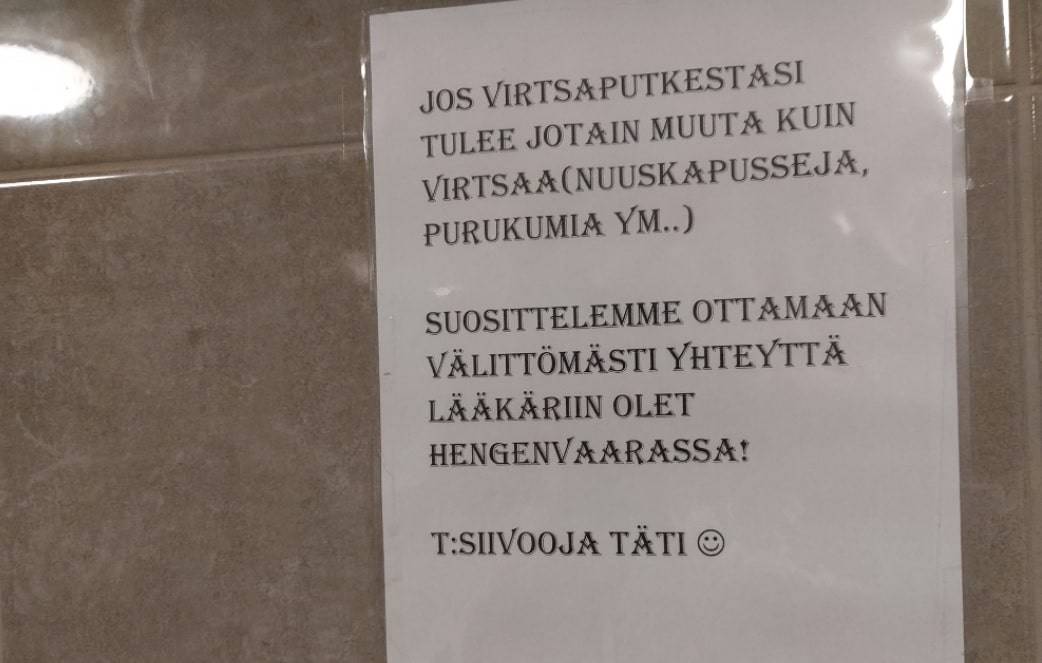 JOS VIRTSAPUTKESTASI
TULEE JOTAIN MUUTA KUIN
VIRTSAA(NUUSKAPUSSEJA,
PURUKUMIA YM..)
SUOSITTELEMME OTTAMAAN
VÄLITTÖMÄSTI YHTEYTTÄ
LÄÄKÄRIIN OLET
HENGENVAARASSA!
T:SIIVOOJA TÄTI ☺